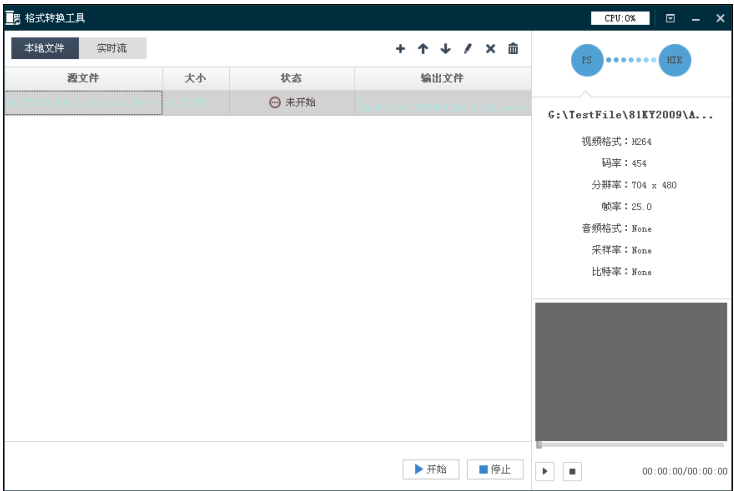 格式转换工具
CPU:0%
本地文件 实时流
源文件 大小 状态 输出文件
未开始
PS HIK
G:\TestFile\81KY2009\A...
视频格式：H264
码率：454
分辨率：704 x 480
帧率：25.0
音频格式：None
采样率：None
比特率：None
开始 停止
00:00:00/00:00:00